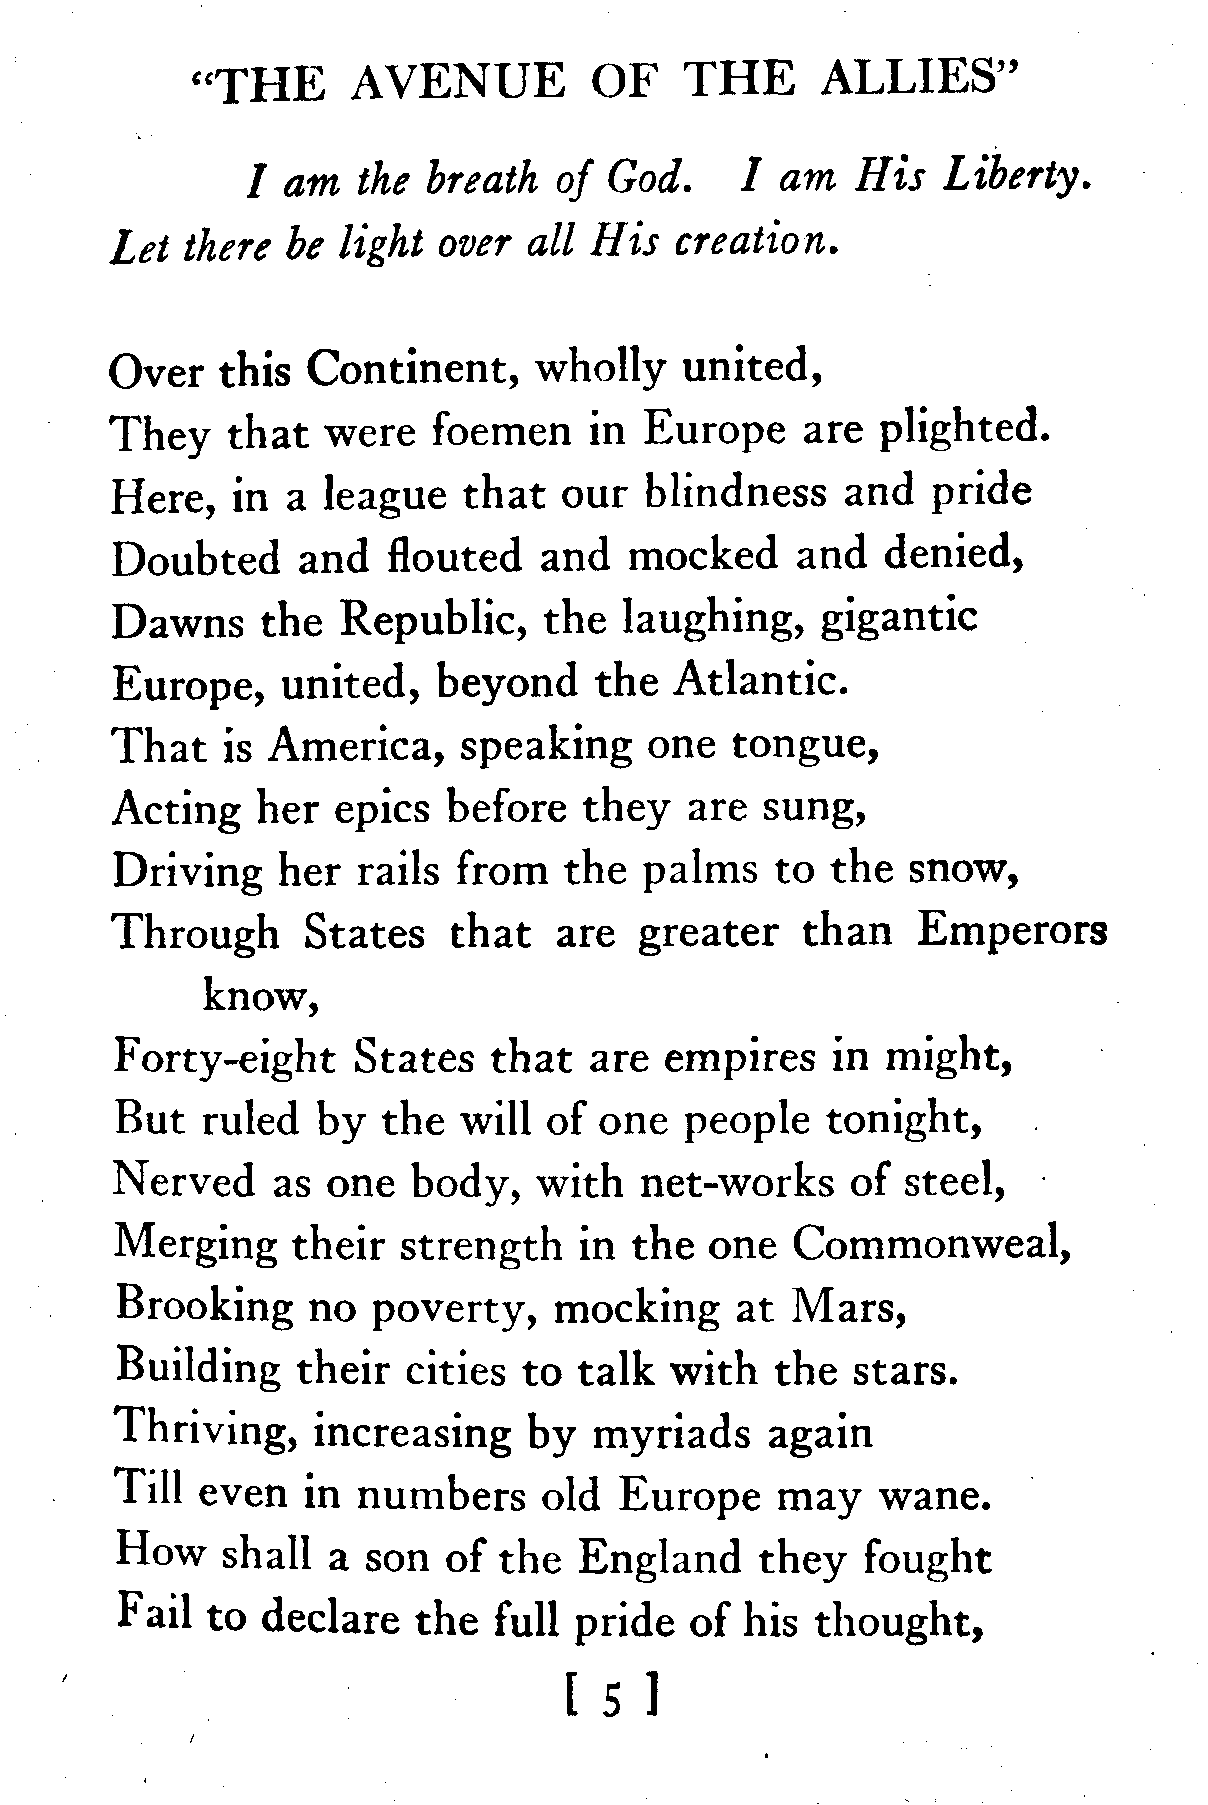 “THE AVENUE OF THE ALLIES”
I am the breath of God. I am His Liberty.
Let there be light over all His creation.
Over this Continent, wholly united,
They that were foemen in Europe are plighted.
Here, in a league that our blindness and pride
Doubted and flouted and mocked and denied,
Dawns the Republic, the laughing, gigantic
Europe, united, beyond the Atlantic.
That is America, speaking one tongue,
Acting her epics before they are sung,
Driving her rails from the palms to the snow,
Through States that are greater than Emperors
know,
Forty-eight States that are empires in might,
But ruled by the will of one people tonight,
Nerved as one body, with net-works of steel,
Merging their strength in the one Commonweal,
Brooking no poverty, mocking at Mars,
Building their cities to talk with the stars.
Thriving, increasing by myriads again
Till even in numbers old Europe may wane.
How shall a son of the England they fought
Fail to declare the full pride of his thought,
[ 5 ]